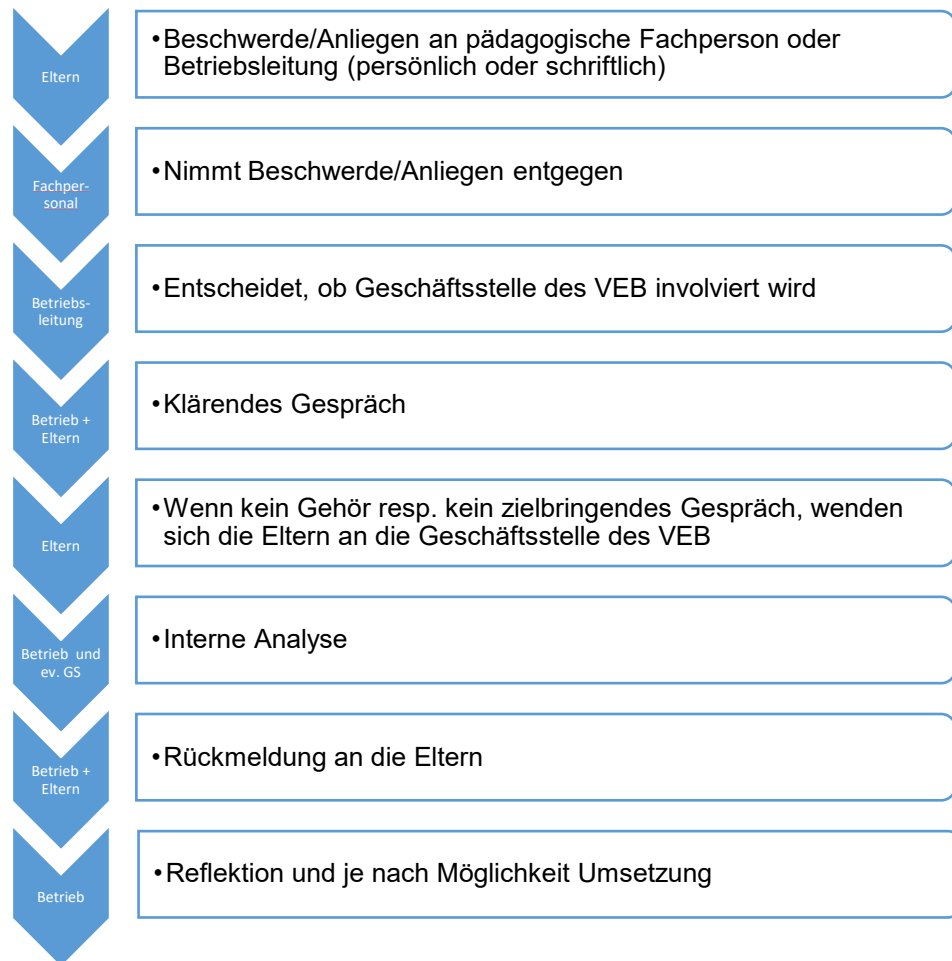 Eltern
•Beschwerde/Anliegen an pädagogische Fachperson oder
Betriebsleitung (persönlich oder schriftlich)
Fachper-
sonal
•Nimmt Beschwerde/Anliegen entgegen
Betriebs-
leitung
•Entscheidet, ob Geschäftsstelle des VEB involviert wird
Betrieb +
Eltern
•Klärendes Gespräch
Eltern
•Wenn kein Gehör resp. kein zielbringendes Gespräch, wenden
sich die Eltern an die Geschäftsstelle des VEB
Betrieb und
ev. GS
•Interne Analyse
Betrieb +
Eltern
•Rückmeldung an die Eltern
Betrieb
•Reflektion und je nach Möglichkeit Umsetzung